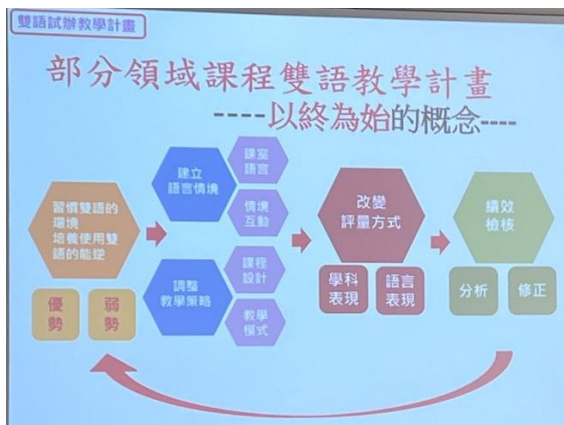 雙語試辦教學計畫
部分領域課程雙語教學計畫
----以終為始的概念----
習慣雙語的
環境
培養使用雙
語的能逆
優
勢
弱
勢
建立
語言情境
調整
教學策略
課室
語言
情境
互動
課程
設計
教學
模式
改變
評量方式
學科
表現
語言
表現
績效
檢核
分析
修正